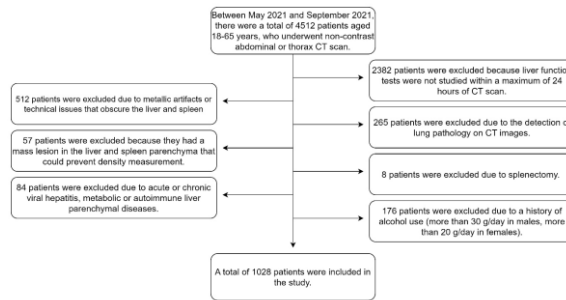 Between May 2021 and September 2021,
there were a total of 4512 patients aged
18-65 years, who underwent non-contrast
abdominal or thorax CT scan.
2382 patients were excluded because liver function
tests were not studied within a maximum of 24
hours of CT scan.
512 patients were excluded due to metallic artifacts or
technical issues that obscure the liver and spleen
265 patients were excluded due to the detection of
lung pathology on CT images.
57 patients were excluded because they had a
mass lesion in the liver and spleen parenchyma that
could prevent density measurement.
8 patients were excluded due to splenectomy.
84 patients were excluded due to acute or chronic
viral hepatitis, metabolic or autoimmune liver
parenchymal diseases.
176 patients were excluded due to a history of
alcohol use (more than 30 g/day in males, more
than 20 g/day in females).
A total of 1028 patients were included in
the study.